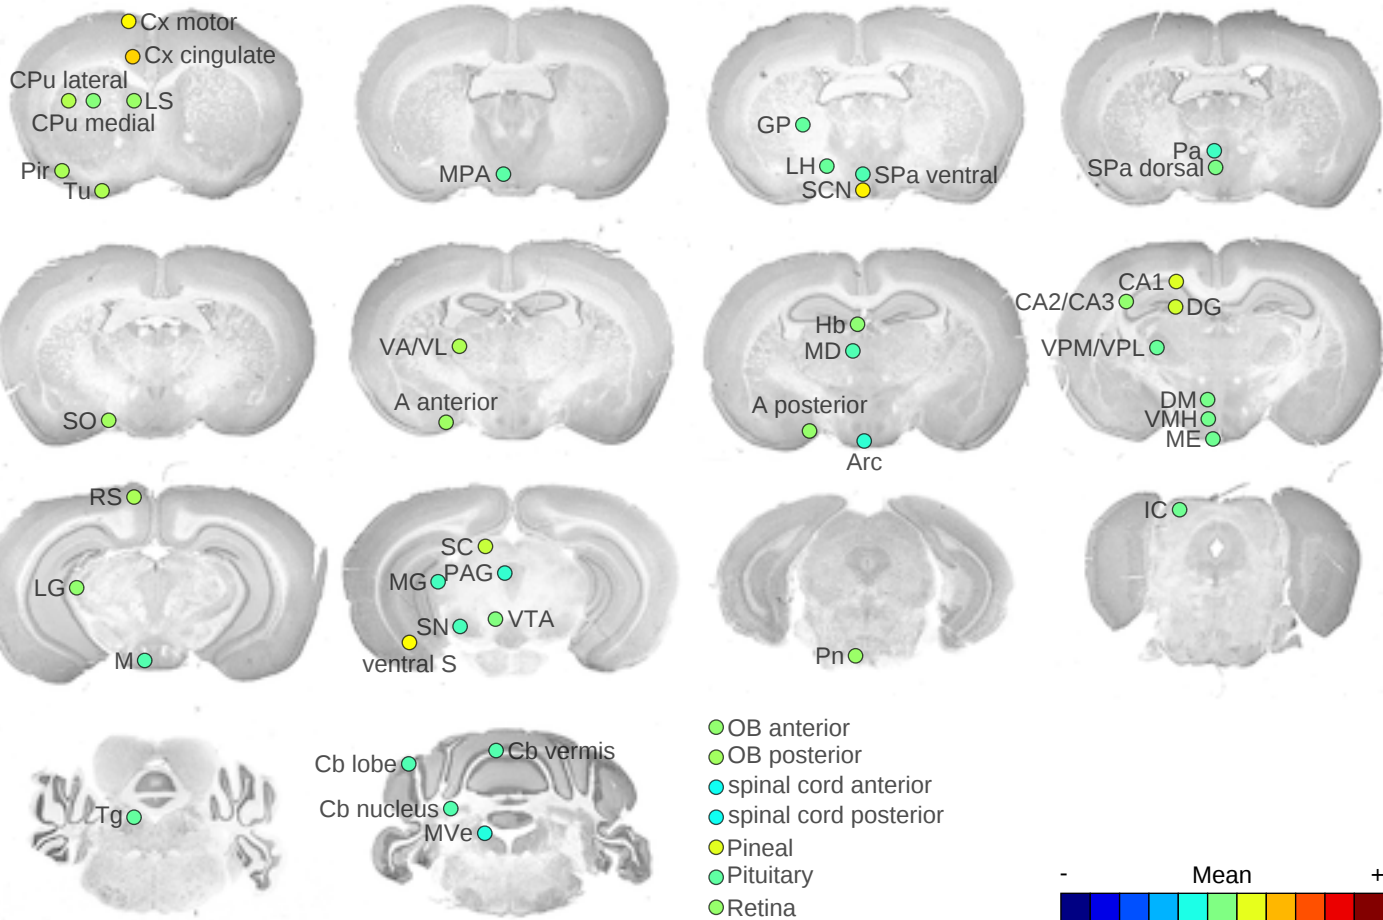 Cx motor
Cx cingulate
CPu lateral
LS
CPu medial
Pir
Tu
MPA
GP
LH
SPa ventral
SCN
Pa
SPa dorsal
SO
VA/VL
A anterior
Hb
MD
A posterior
Arc
CA1
CA2/CA3
DG
VPM/VPL
DM
VMH
ME
RS
LG
M
SC
MG
PAG
SN
VTA
ventral S
Pn
IC
Tg
Cb lobe
Cb vermis
Cb nucleus
MVe
OB anterior
OB posterior
spinal cord anterior
spinal cord posterior
Pineal
Pituitary
Retina
- Mean +